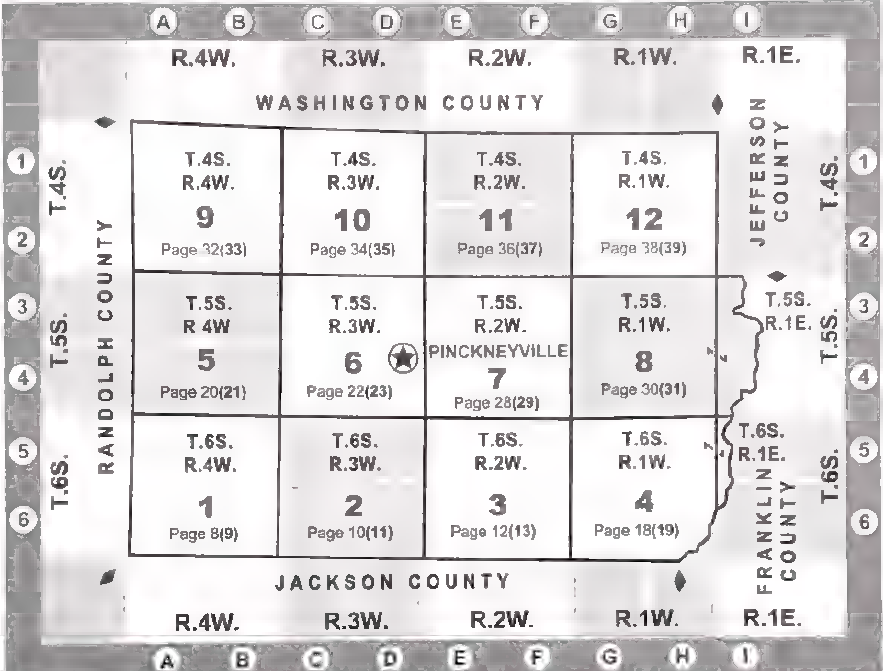 A B C D E F G H I
R.4W. R.3W. R.2W. R.1W. R.1E.
WASHINGTON COUNTY
JEFFERSON
COUNTY
RANDOLPH COUNTY
FRANKLIN
COUNTY
T.4S.
T.5S.
T.6S.
T.4S.
T.5S.
T.6S.
1
2
3
4
5
6
1
2
3
4
5
6
T.4S.
R.4W.
9
Page 32(33)
T.4S.
R.3W.
10
Page 34(35)
T.4S.
R.2W.
11
Page 36(37)
T.4S.
R.1W.
12
Page 38(39)
T.5S.
R 4W
5
Page 20(21)
T.5S.
R.3W.
6
Page 22(23)
T.5S.
R.2W.
PINCKNEYVILLE
7
Page 28(29)
T.5S.
R.1W.
8
Page 30(31)
T.5S.
R.1E.
T.6S.
R.4W.
1
Page 8(9)
T.6S.
R.3W.
2
Page 10(11)
T.6S.
R.2W.
3
Page 12(13)
T.6S.
R.1W.
4
Page 18(19)
T.6S.
R.1E.
JACKSON COUNTY
R.4W. R.3W. R.2W. R.1W. R.1E.
A B C D E F G H I